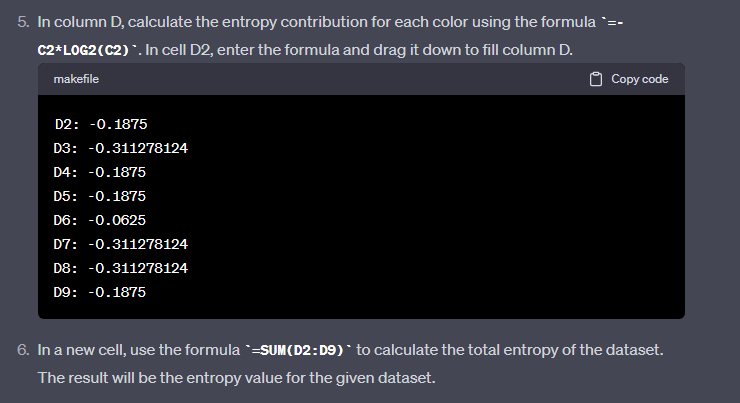 5. In column D, calculate the entropy contribution for each color using the formula `=-
C2*LOG2(C2)`. In cell D2, enter the formula and drag it down to fill column D.
makefile Copy code
D2: -0.1875
D3: -0.311278124
D4: -0.1875
D5: -0.1875
D6: -0.0625
D7: -0.311278124
D8: -0.311278124
D9: -0.1875
6. In a new cell, use the formula `=SUM(D2:D9)` to calculate the total entropy of the dataset.
The result will be the entropy value for the given dataset.